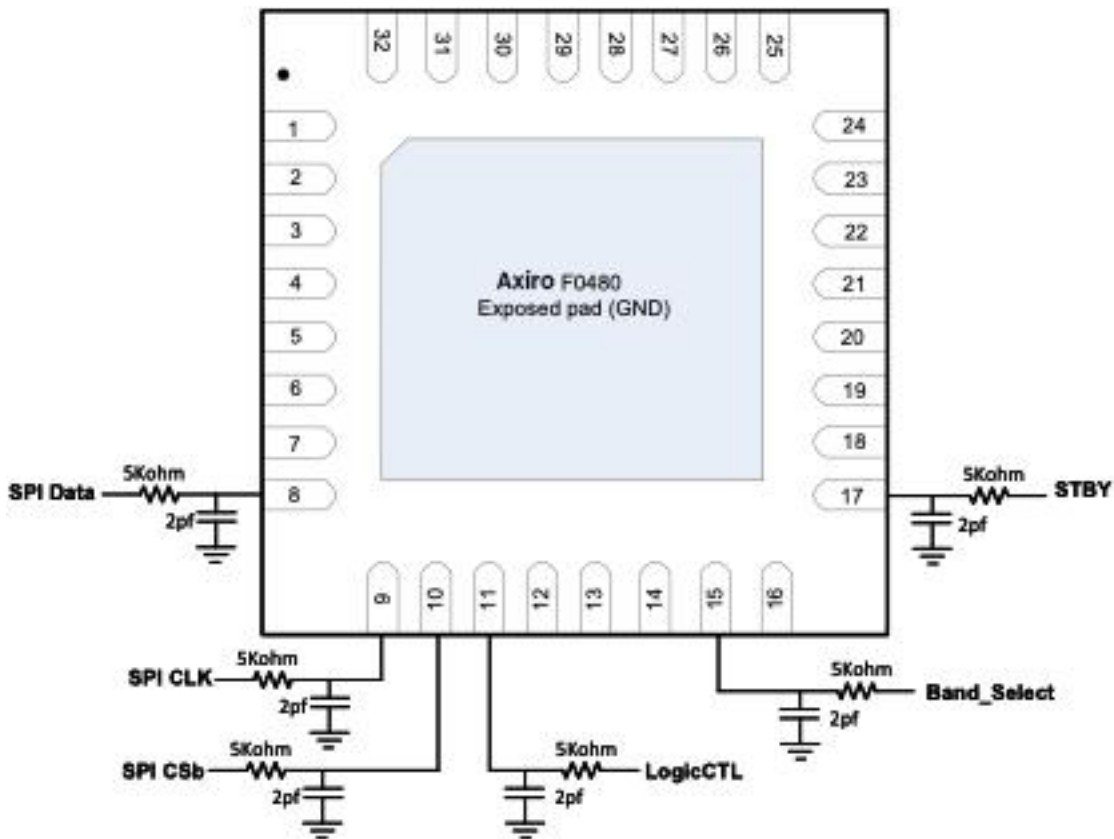 32 31 30 29 28 27 26 25
1 24
2 23
3 22
Axiro F0480
4 21
Exposed pad (GND)
5 20
6 19
7 18
5Kohm 5Kohm
SPI Data 8 17 STBY
2pf 2pf
9 10 11 12 13 14 15 16
5Kohm 5Kohm
SPI CLK Band_Select
2pf 2pf
5Kohm 5Kohm
SPI CSb LogicCTL
2pf 2pf